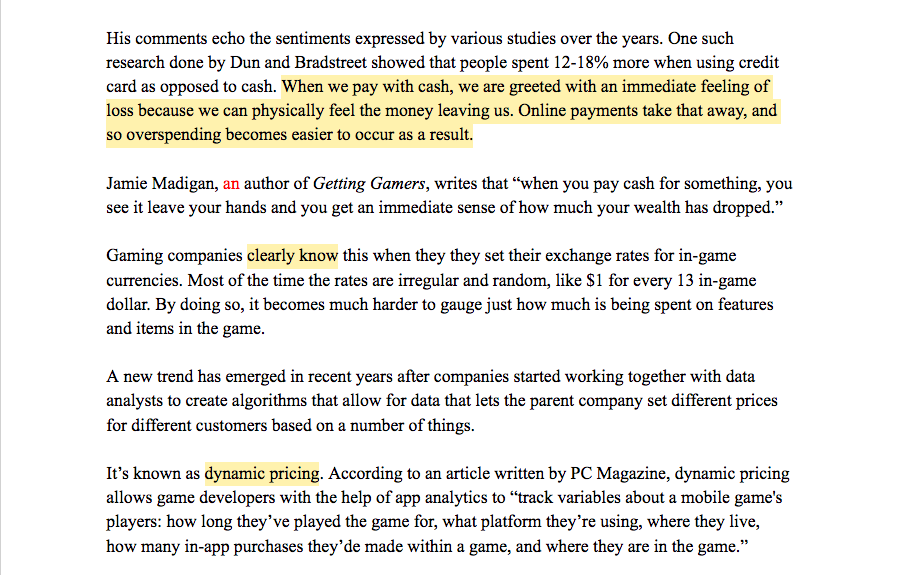 His comments echo the sentiments expressed by various studies over the years. One such
research done by Dun and Bradstreet showed that people spent 12-18% more when using credit
card as opposed to cash. When we pay with cash, we are greeted with an immediate feeling of
loss because we can physically feel the money leaving us. Online payments take that away, and
so overspending becomes easier to occur as a result.
Jamie Madigan, an author of Getting Gamers, writes that “when you pay cash for something, you
see it leave your hands and you get an immediate sense of how much your wealth has dropped.”
Gaming companies clearly know this when they they set their exchange rates for in-game
currencies. Most of the time the rates are irregular and random, like $1 for every 13 in-game
dollar. By doing so, it becomes much harder to gauge just how much is being spent on features
and items in the game.
A new trend has emerged in recent years after companies started working together with data
analysts to create algorithms that allow for data that lets the parent company set different prices
for different customers based on a number of things.
It’s known as dynamic pricing. According to an article written by PC Magazine, dynamic pricing
allows game developers with the help of app analytics to “track variables about a mobile game's
players: how long they’ve played the game for, what platform they’re using, where they live,
how many in-app purchases they’de made within a game, and where they are in the game.”